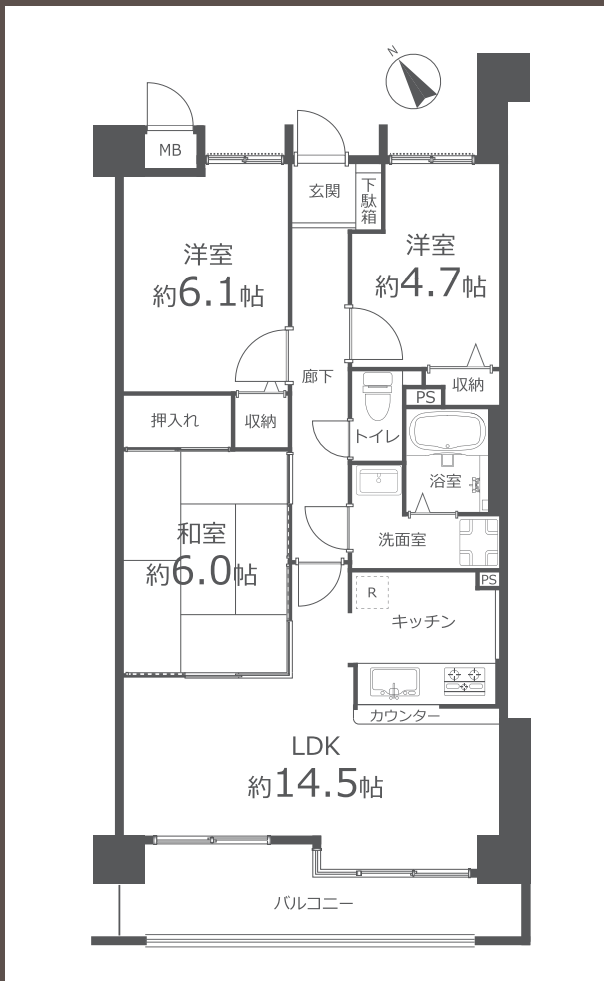 N
MB
玄関
下駄箱
洋室
約6.1帖
洋室
約4.7帖
廊下
収納
PS
押入れ
収納
トイレ
浴室
和室
約6.0帖
洗面室
PS
R
キッチン
カウンター
LDK
約14.5帖
バルコニー